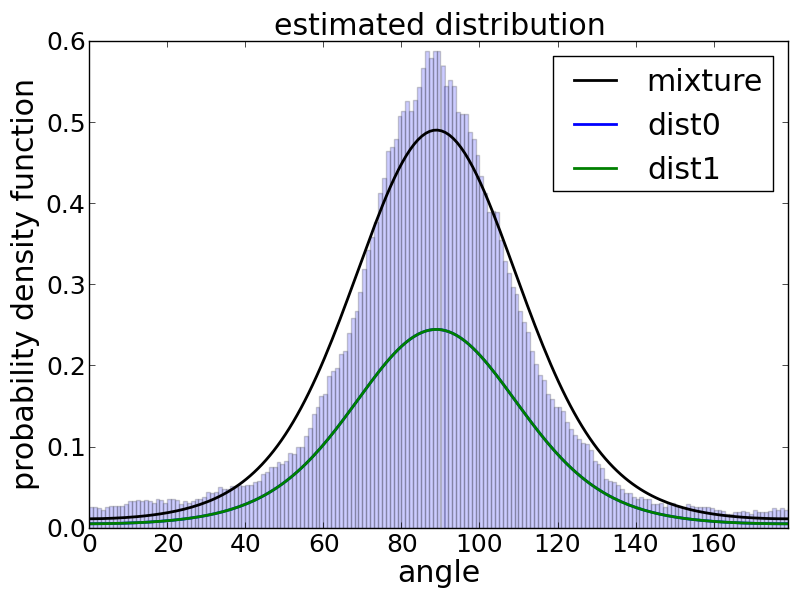 estimated distribution
mixture
dist0
dist1
probability density function
0.6
0.5
0.4
0.3
0.2
0.1
0.0
0 20 40 60 80 100 120 140 160
angle